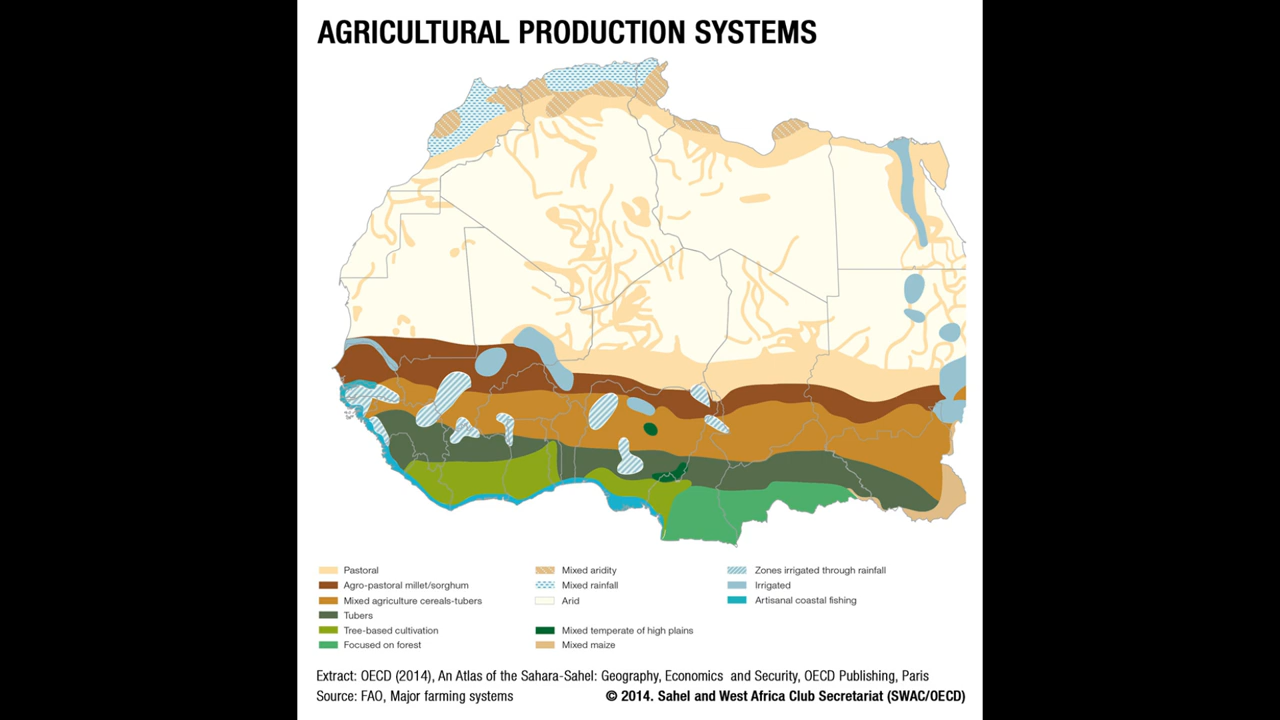 AGRICULTURAL PRODUCTION SYSTEMS
Pastoral
Agro-pastoral millet/sorghum
Mixed agriculture cereals-tubers
Tubers
Tree-based cultivation
Focused on forest
Mixed aridity
Mixed rainfall
Arid
Mixed temperate of high plains
Mixed maize
Zones irrigated through rainfall
Irrigated
Artisanal coastal fishing
Extract: OECD (2014), An Atlas of the Sahara-Sahel: Geography, Economics and Security, OECD Publishing, Paris
Source: FAO, Major farming systems
© 2014. Sahel and West Africa Club Secretariat (SWAC/OECD)